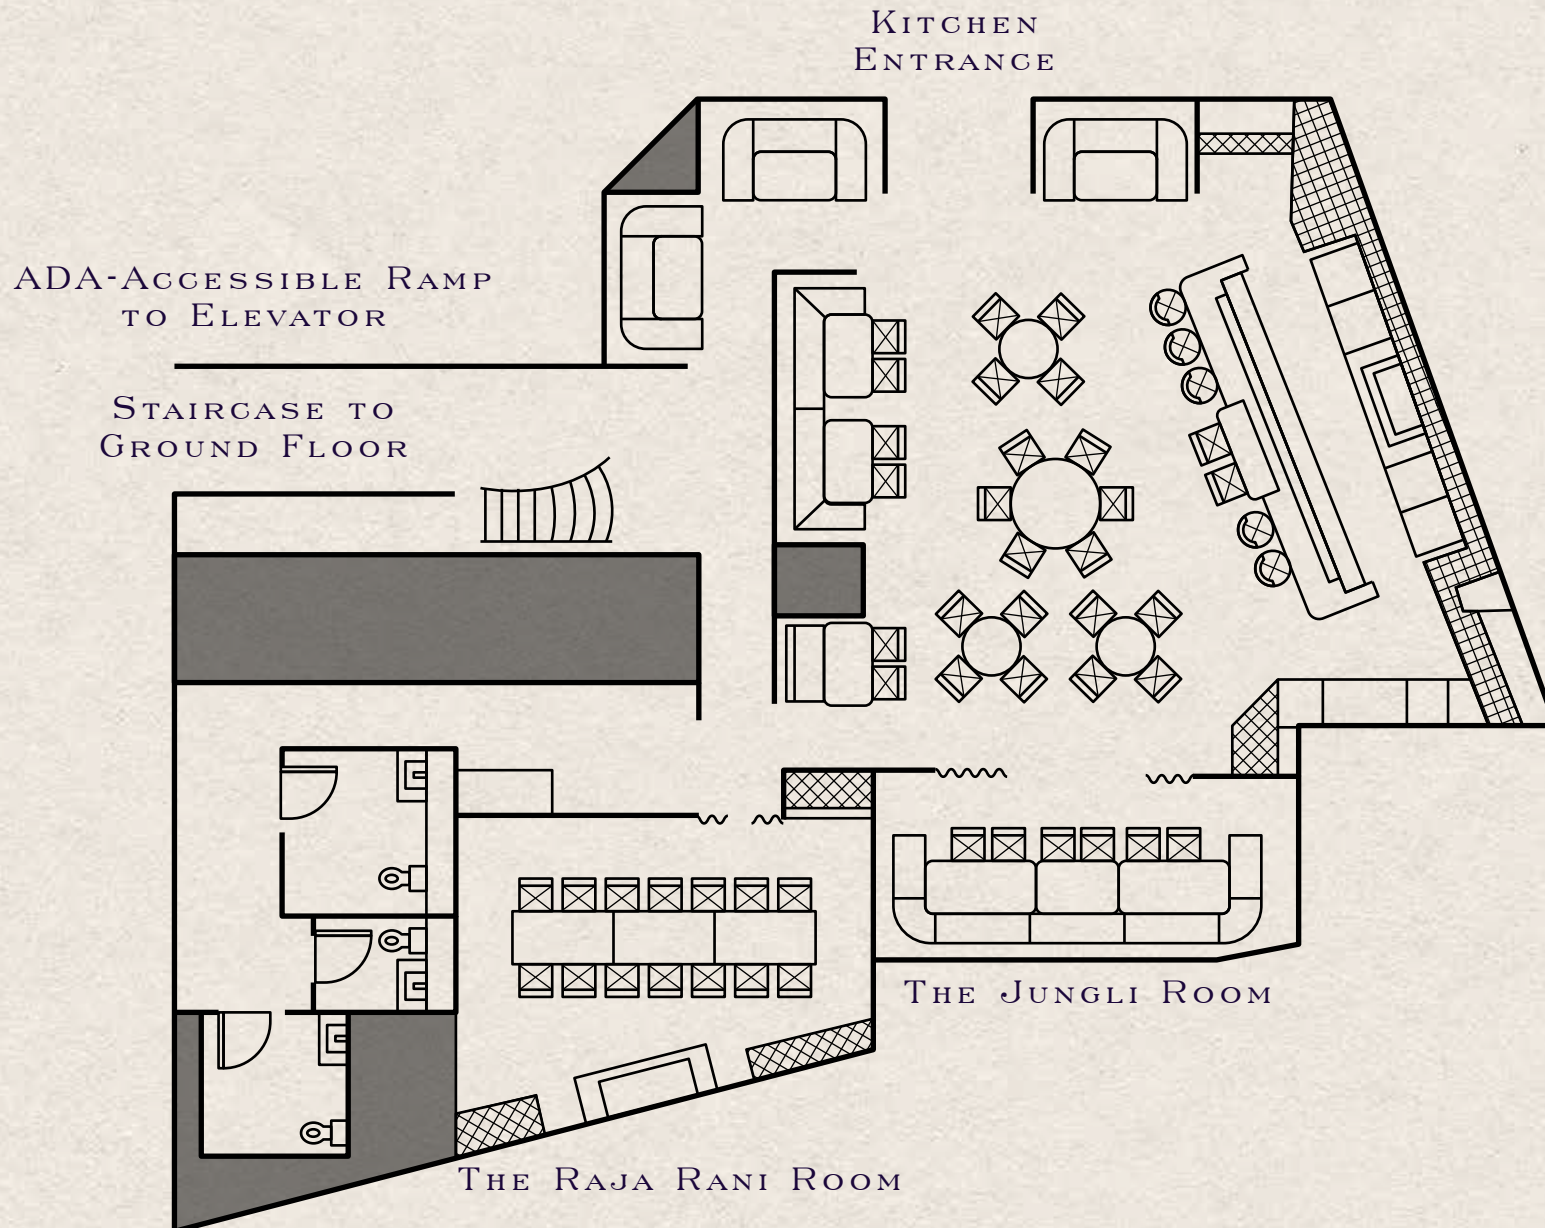 Kitchen
Entrance
ADA-Accessible Ramp
to Elevator
Staircase to
Ground Floor
The Jungli Room
The Raja Rani Room